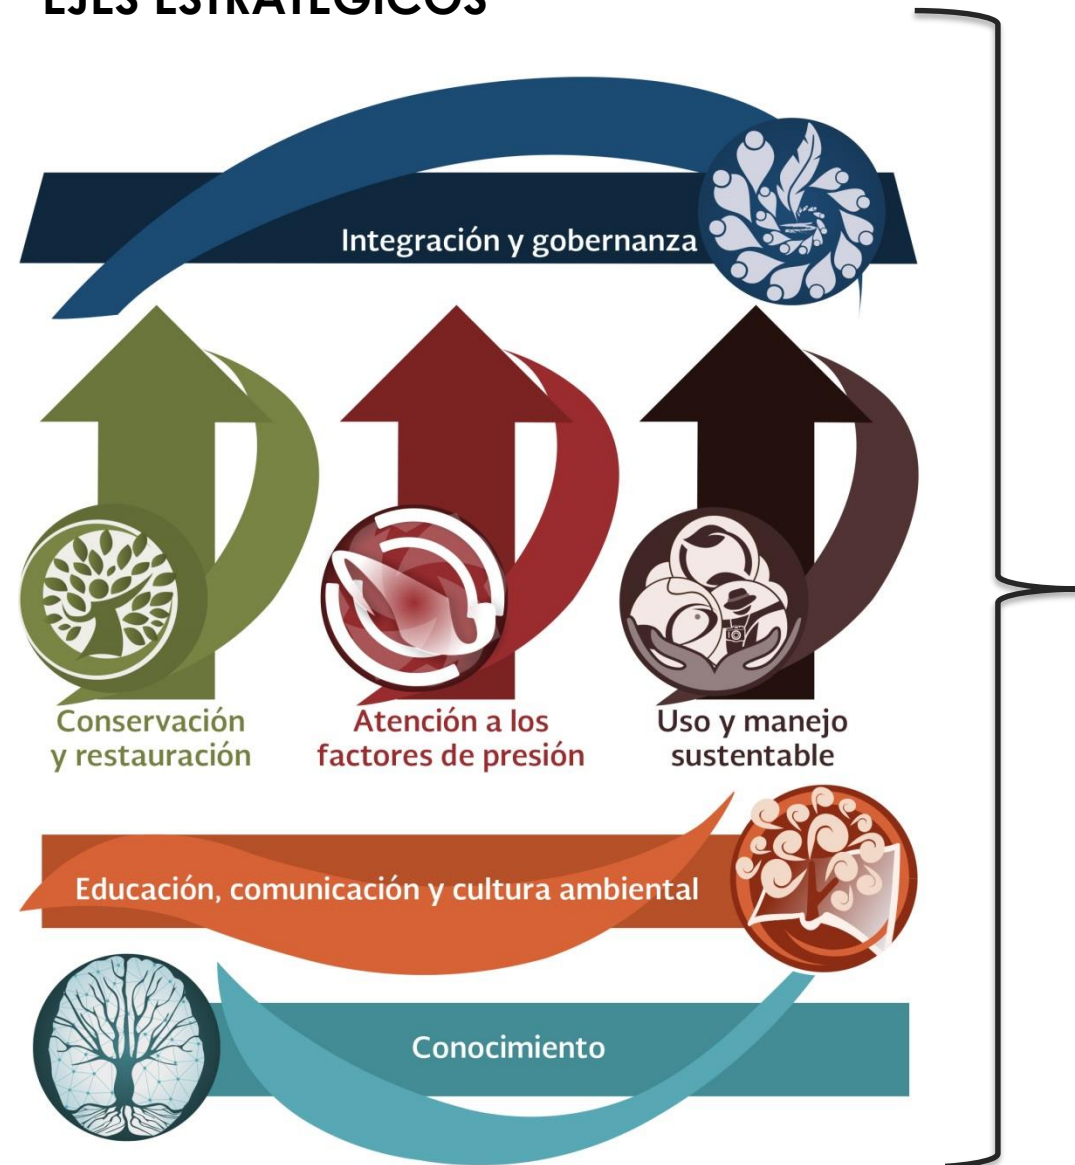 EJES ESTRATÉGICOS
Integración y gobernanza
Conservación
y restauración
Atención a los
factores de presión
Uso y manejo
sustentable
Educación, comunicación y cultura ambiental
Conocimiento